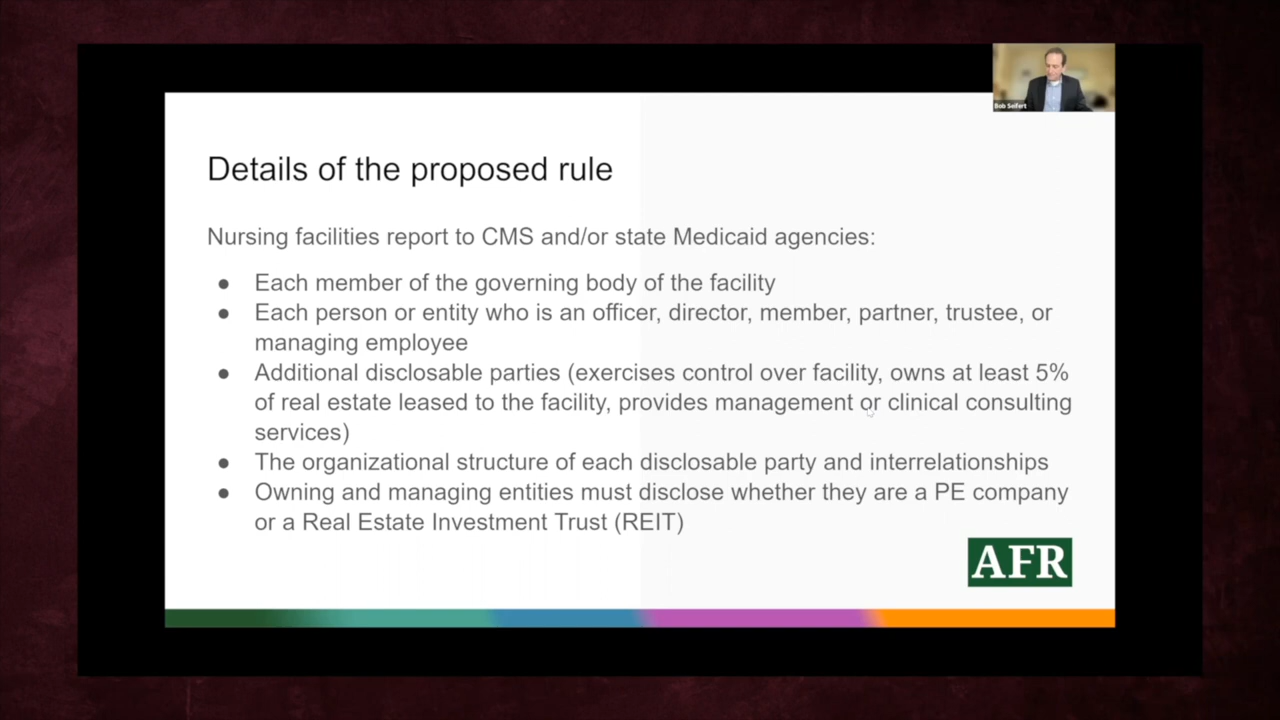 Bob Seifert
Details of the proposed rule
Nursing facilities report to CMS and/or state Medicaid agencies:
● Each member of the governing body of the facility
● Each person or entity who is an officer, director, member, partner, trustee, or
managing employee
● Additional disclosable parties (exercises control over facility, owns at least 5%
of real estate leased to the facility, provides management or clinical consulting
services)
● The organizational structure of each disclosable party and interrelationships
● Owning and managing entities must disclose whether they are a PE company
or a Real Estate Investment Trust (REIT)
AFR